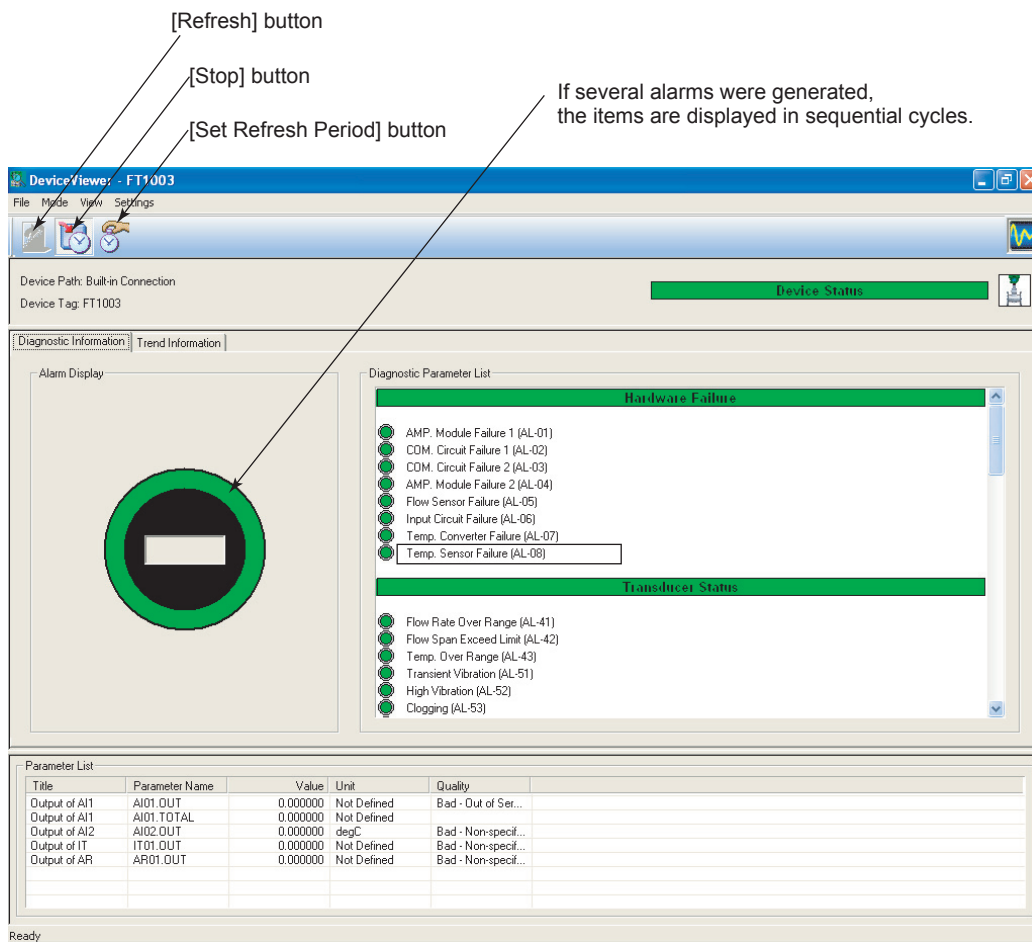 [Refresh] button
[Stop] button
[Set Refresh Period] button
If several alarms were generated,
the items are displayed in sequential cycles.
DeviceViewer - FT1003
File Mode View Settings
Device Path: Built-in Connection
Device Tag: FT1003
Device Status
Diagnostic Information Trend Information
Alarm Display
Diagnostic Parameter List
Hardware Failure
AMP. Module Failure 1 (AL-01)
COM. Circuit Failure 1 (AL-02)
COM. Circuit Failure 2 (AL-03)
AMP. Module Failure 2 (AL-04)
Flow Sensor Failure (AL-05)
Input Circuit Failure (AL-06)
Temp. Converter Failure (AL-07)
Temp. Sensor Failure (AL-08)
Transducer Status
Flow Rate Over Range (AL-41)
Flow Span Exceed Limit (AL-42)
Temp. Over Range (AL-43)
Transient Vibration (AL-51)
High Vibration (AL-52)
Clogging (AL-53)
Parameter List
Title Parameter Name Value Unit Quality
Output of AI1 AI01.OUT 0.000000 Not Defined Bad - Out of Ser...
Output of AI1 AI01.TOTAL 0.000000 Not Defined
Output of AI2 AI02.OUT 0.000000 degC Bad - Non-specif...
Output of IT IT01.OUT 0.000000 Not Defined Bad - Non-specif...
Output of AR AR01.OUT 0.000000 Not Defined Bad - Non-specif...
Ready